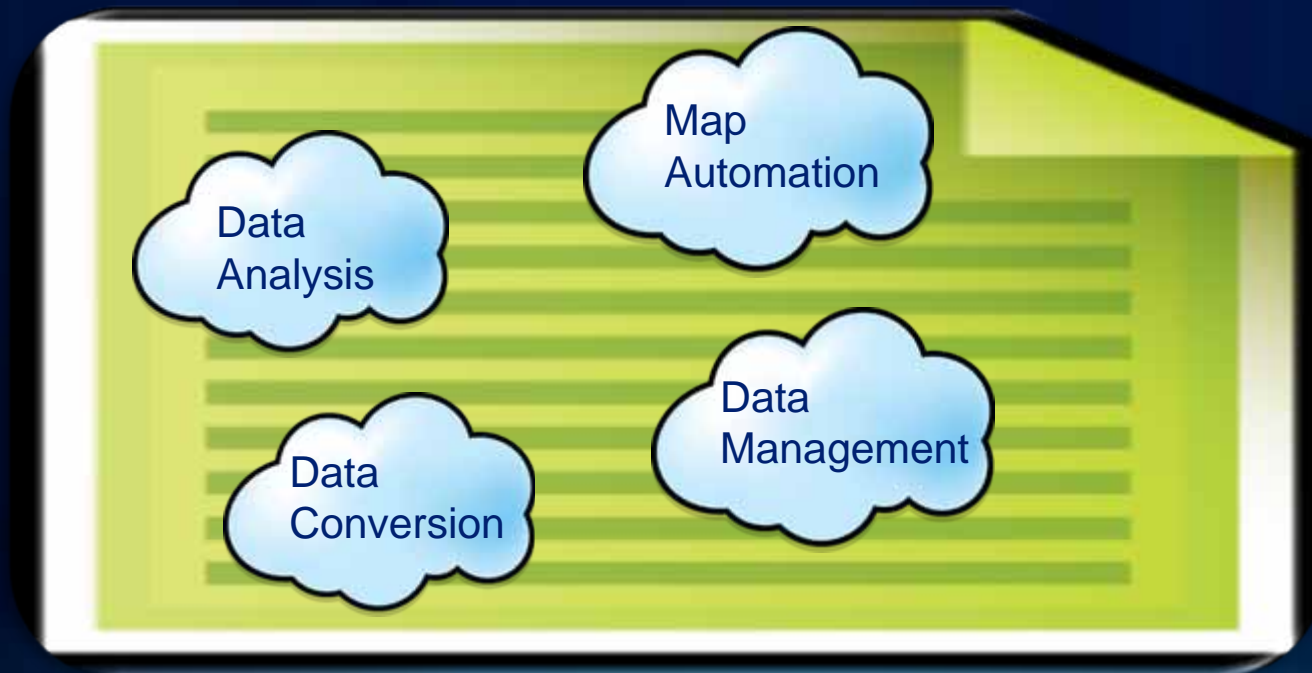 Map
Automation
Data
Analysis
Data
Management
Data
Conversion